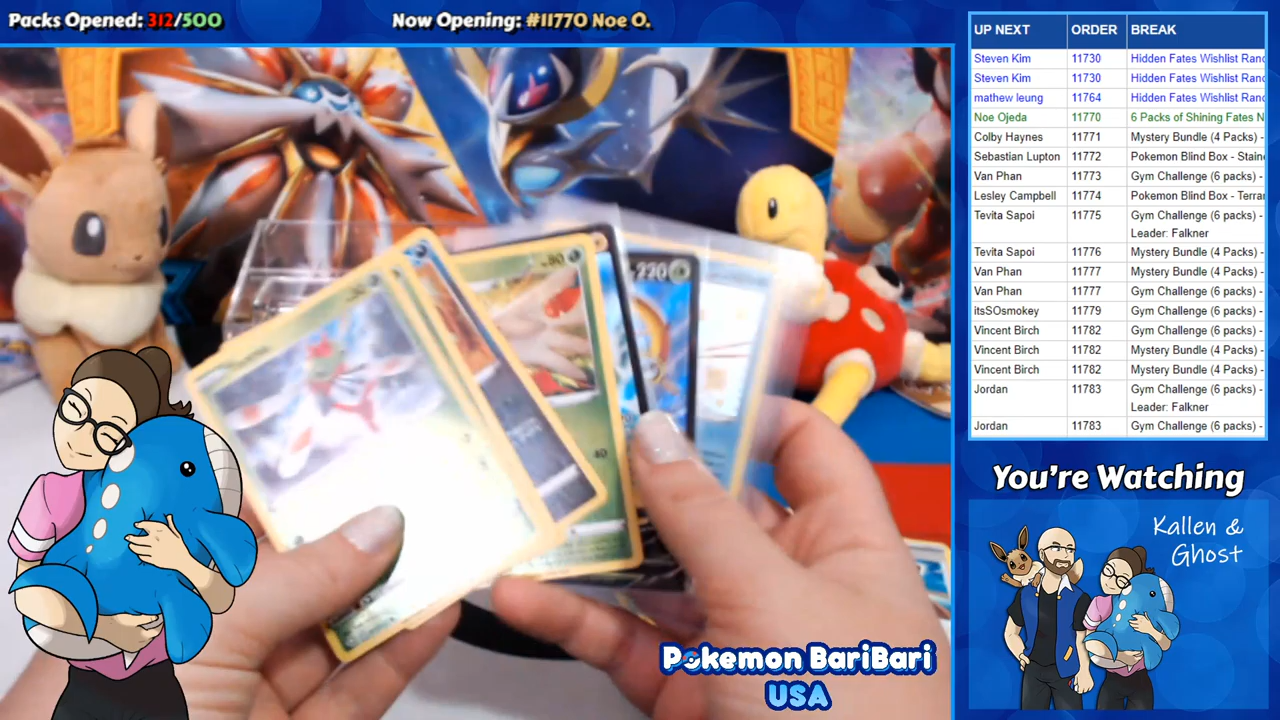 Packs Opened: 312/500
Now Opening: #11770 Noe O.
UP NEXT ORDER BREAK
Steven Kim 11730 Hidden Fates Wishlist Ran
Steven Kim 11730 Hidden Fates Wishlist Ran
mathew leung 11764 Hidden Fates Wishlist Ran
Noe Ojeda 11770 6 Packs of Shining Fates N
Colby Haynes 11771 Mystery Bundle (4 Packs) -
Sebastian Lupton 11772 Pokemon Blind Box - Stain
Van Phan 11773 Gym Challenge (6 packs) -
Lesley Campbell 11774 Pokemon Blind Box - Terra
Tevita Sapoi 11775 Gym Challenge (6 packs) -
Leader: Falkner
Tevita Sapoi 11776 Mystery Bundle (4 Packs) -
Van Phan 11777 Mystery Bundle (4 Packs) -
Van Phan 11777 Gym Challenge (6 packs) -
itsSOsmokey 11779 Gym Challenge (6 packs) -
Vincent Birch 11782 Gym Challenge (6 packs) -
Vincent Birch 11782 Mystery Bundle (4 Packs) -
Vincent Birch 11782 Mystery Bundle (4 Packs) -
Jordan 11783 Gym Challenge (6 packs) -
Leader: Falkner
Jordan 11783 Gym Challenge (6 packs) -
80
220
40
You're Watching
Kallen &
Ghost
Pokemon BariBari
USA